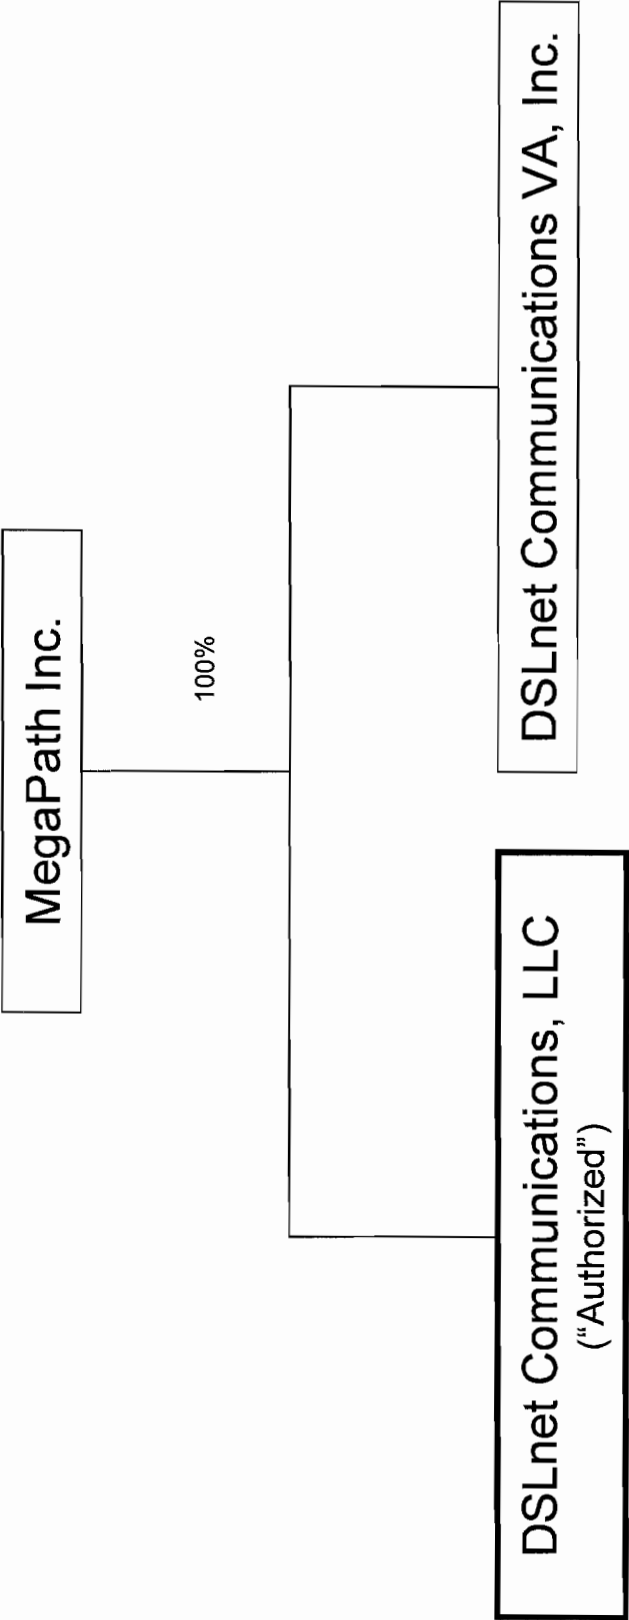 MegaPath Inc.
100%
DSLnet Communications, LLC
(“Authorized”)
DSLnet Communications VA, Inc.